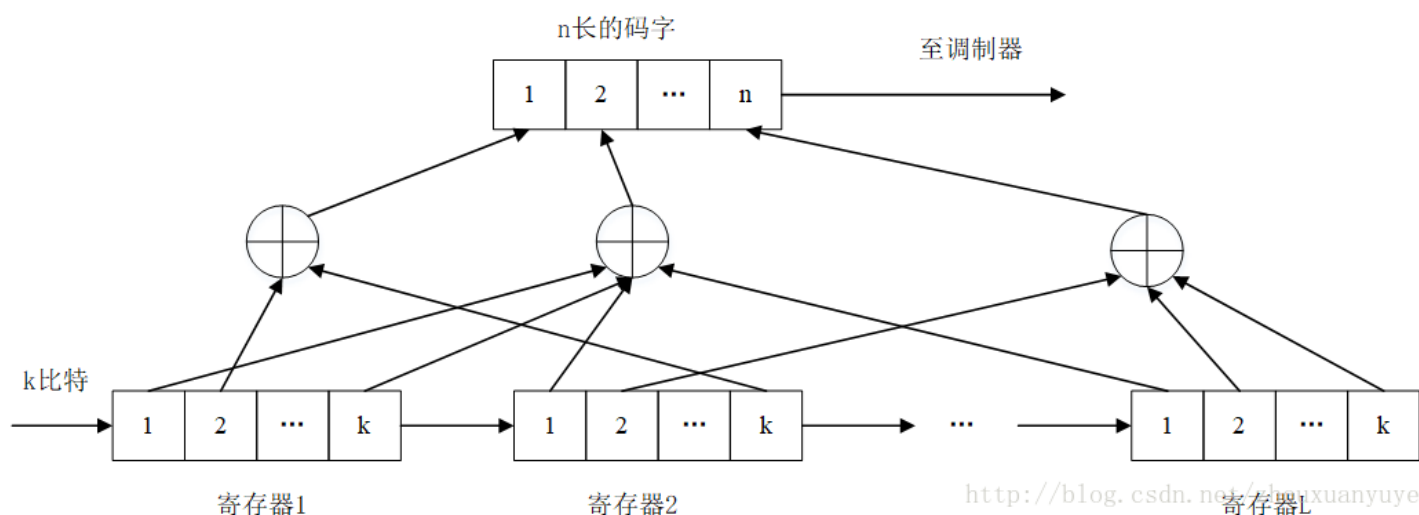 n长的码字
1 2 … n
至调制器
k比特
1 2 … k
1 2 … k
…
1 2 … k
寄存器1
寄存器2
寄存器L
http://blog.csdn.net/zhouxuanyuye